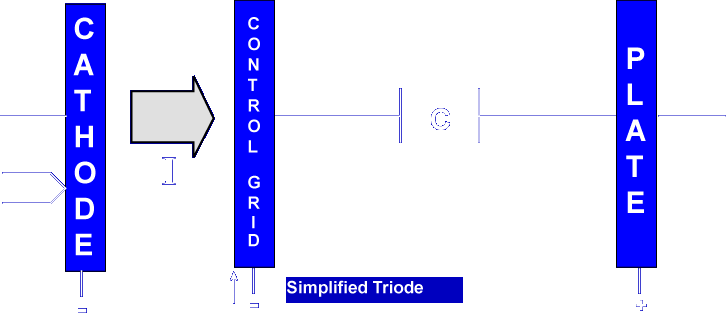 CATHODE
I
CONTROL GRID
C
PLATE
Simplified Triode